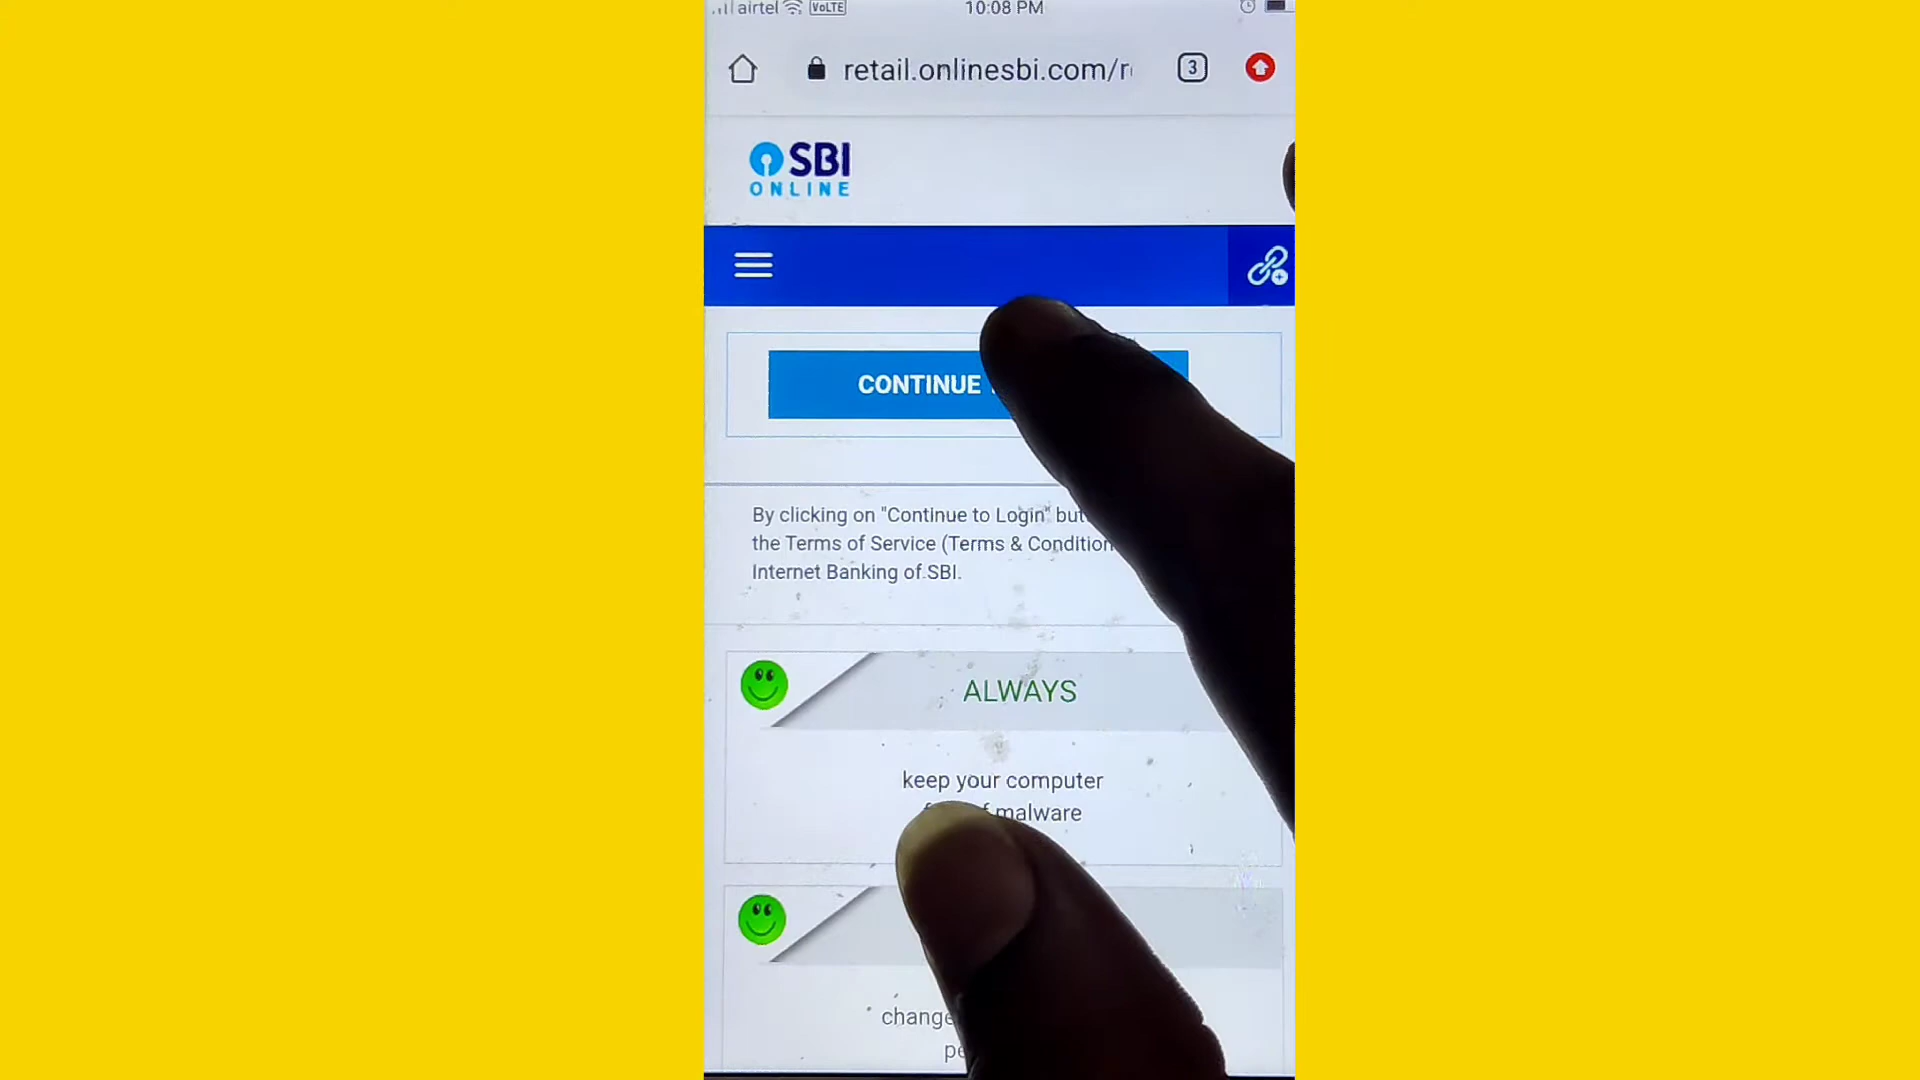 airtel VoLTE 10:08 PM
retail.onlinesbi.com/r 3
SBI
ONLINE
CONTINUE
By clicking on "Continue to Login" but
the Terms of Service (Terms & Condition
Internet Banking of SBI.
ALWAYS
keep your computer
malware
change
pe